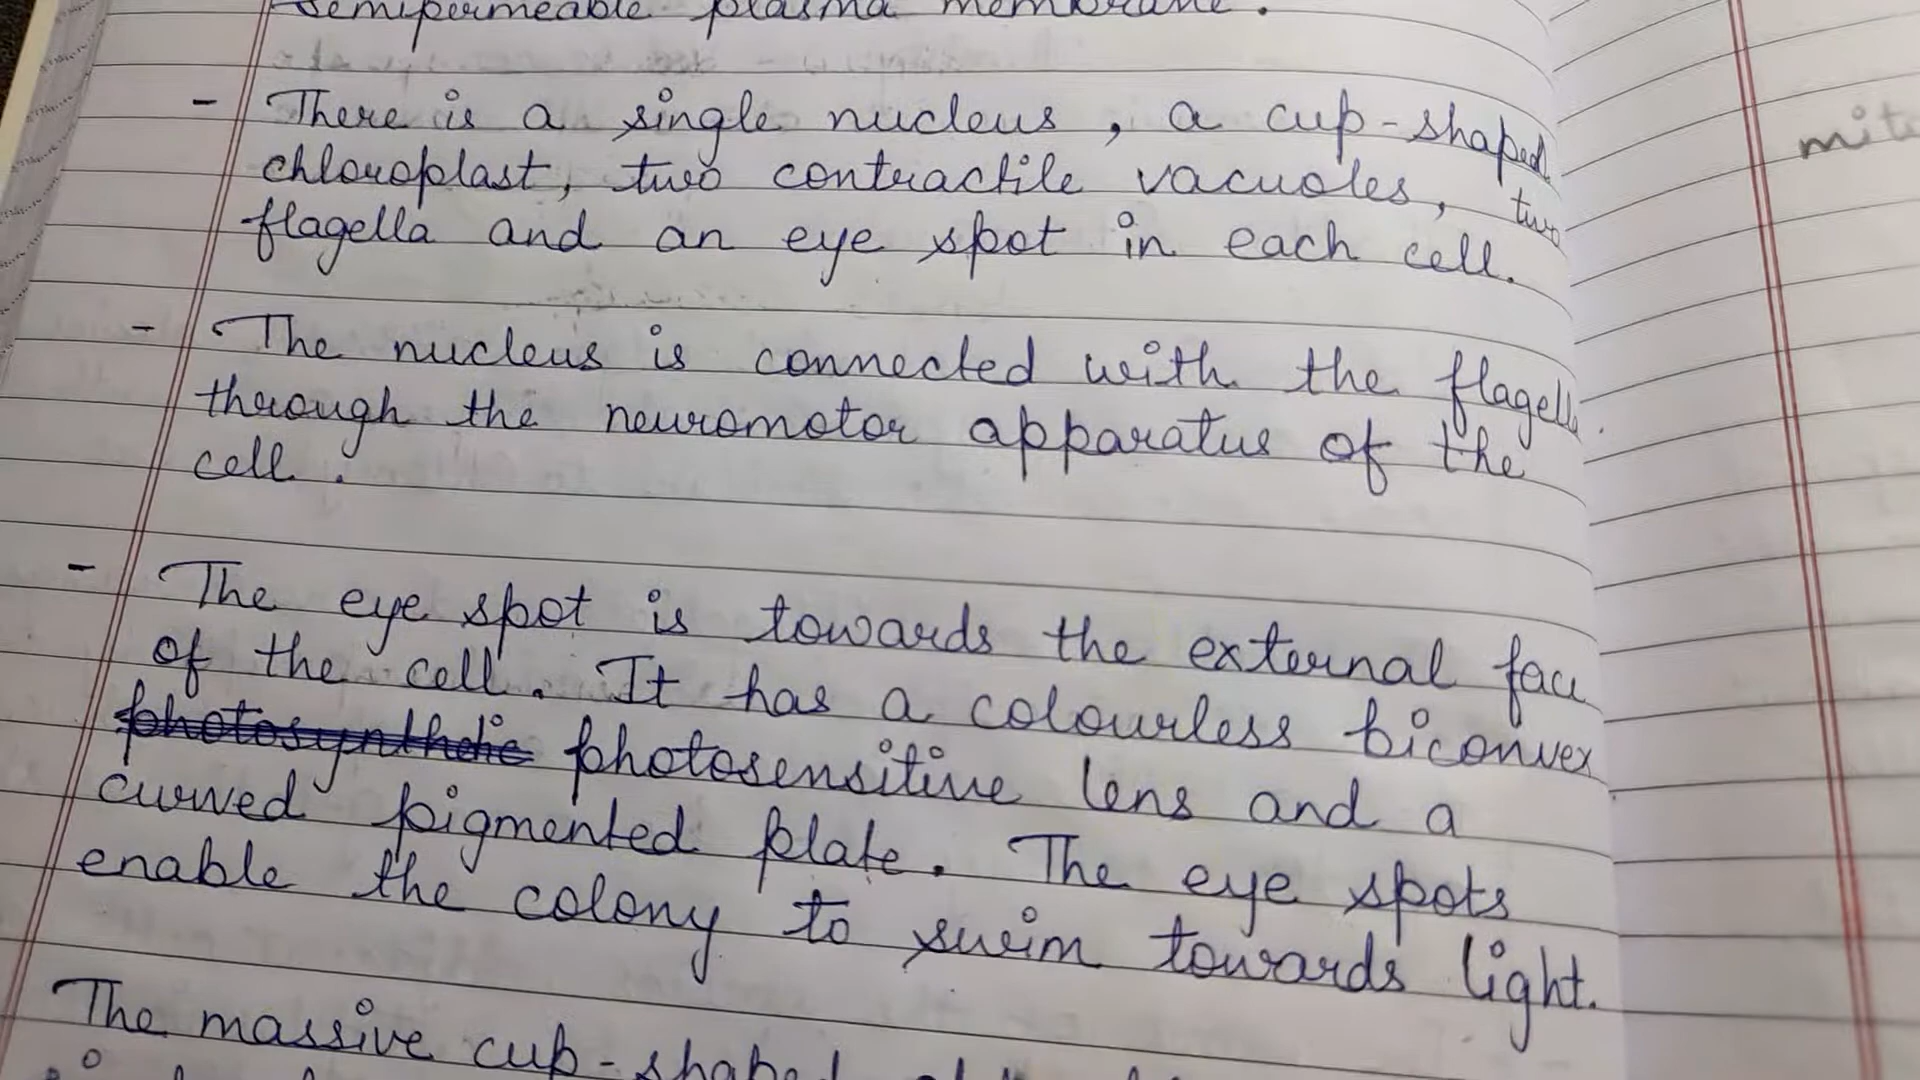 semipermeable plasma membrane.
- There is a single nucleus, a cup-shaped
chloroplast, two contractile vacuoles, two
flagella and an eye spot in each cell.
- The nucleus is connected with the flagella
through the neuromotor apparatus of the
cell.
- The eye spot is towards the external face
of the cell. It has a colourless biconvex
photosynthetic photosensitive lens and a
curved pigmented plate. The eye spots
enable the colony to swim towards light.
The massive cup-shaped